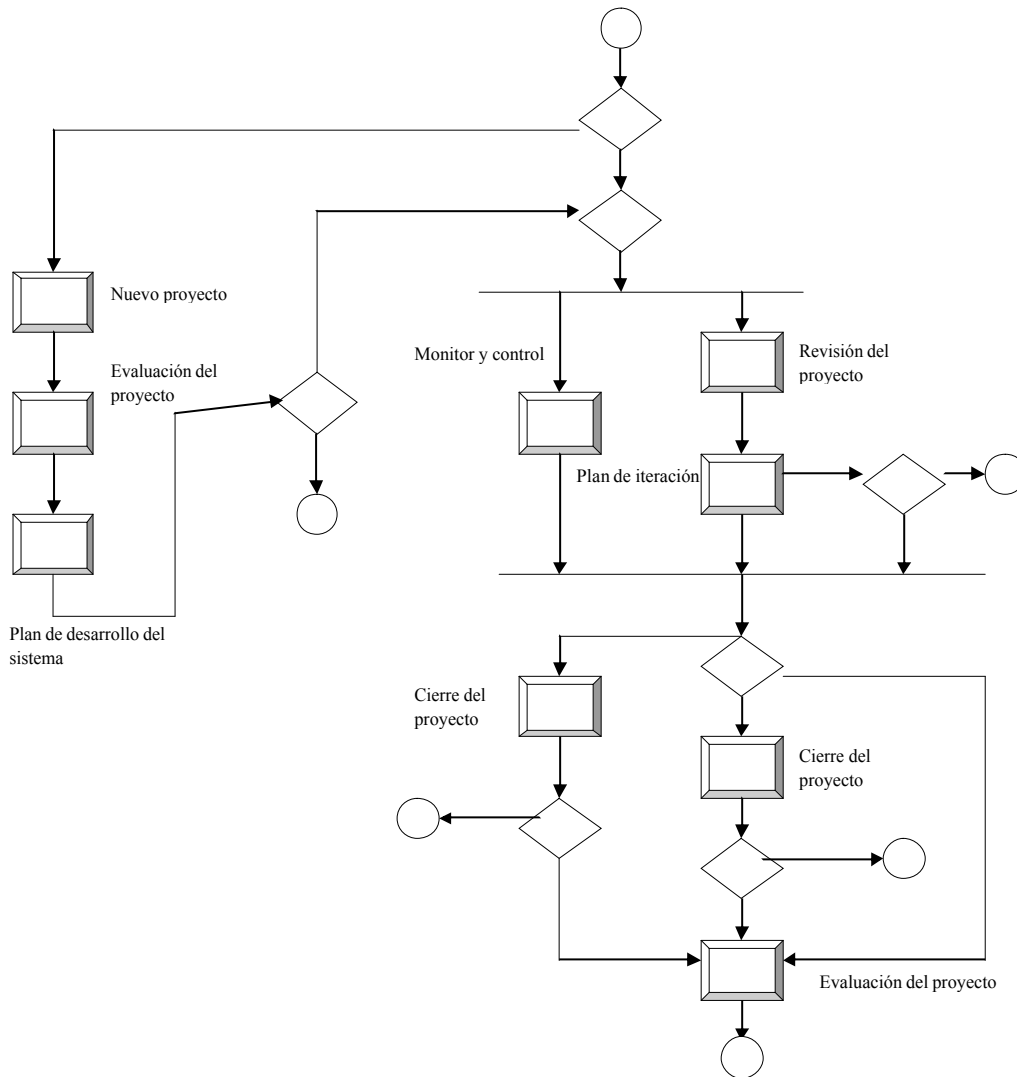 Nuevo proyecto
Evaluación del
proyecto
Monitor y control
Revisión del
proyecto
Plan de iteración
Plan de desarrollo del
sistema
Cierre del
proyecto
Cierre del
proyecto
Evaluación del proyecto